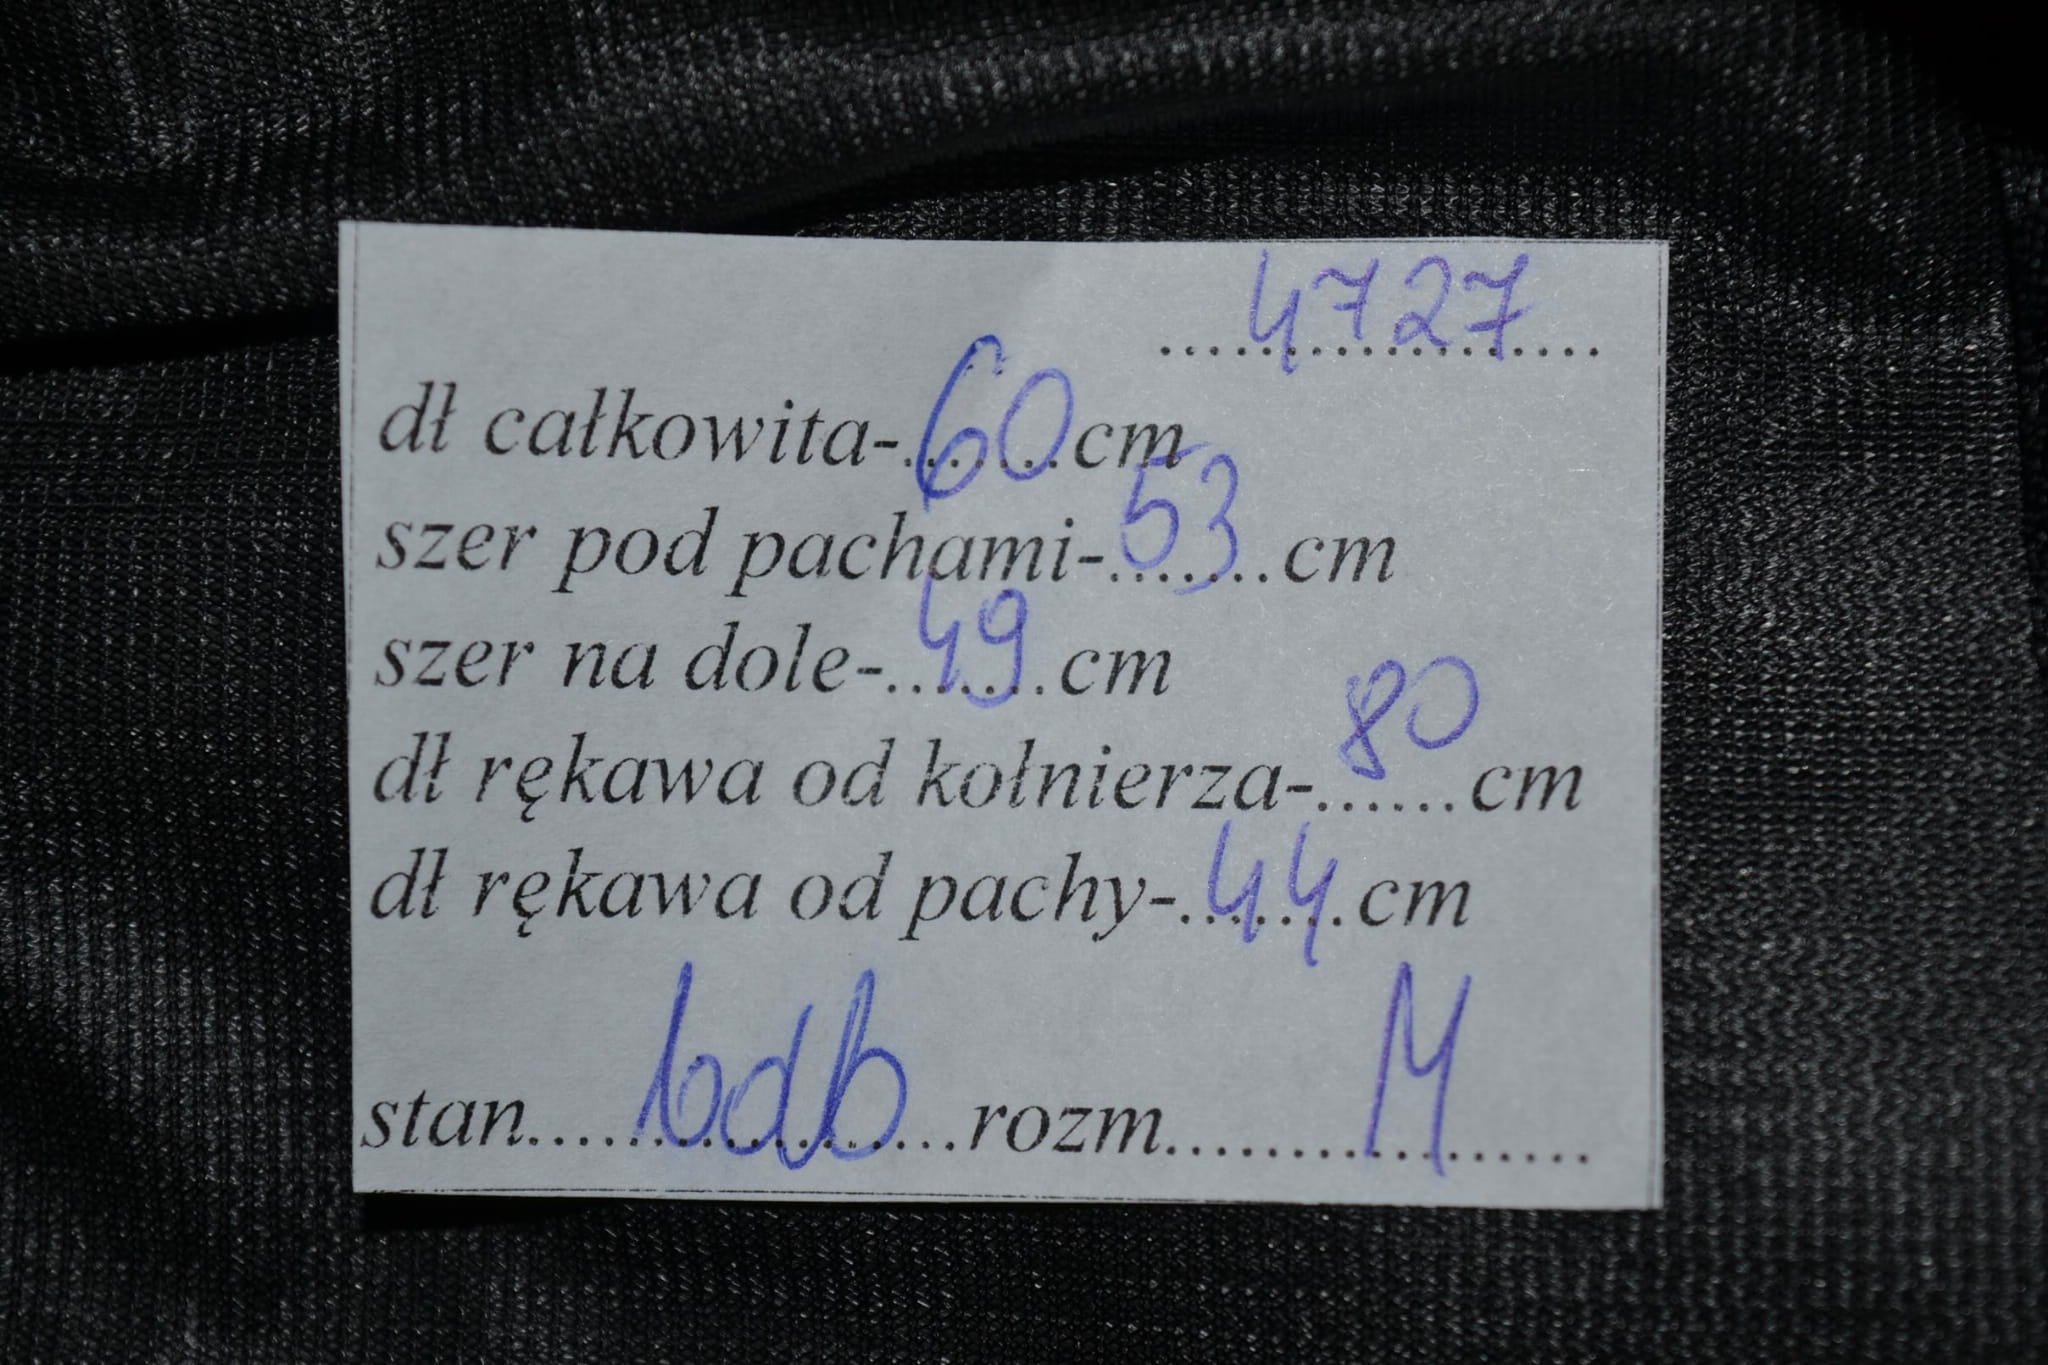 4727
dł całkowita-60cm
szer pod pachami-53cm
szer na dole-49cm
dł rękawa od kołnierza-80cm
dł rękawa od pachy-44cm
stan bdb rozm M